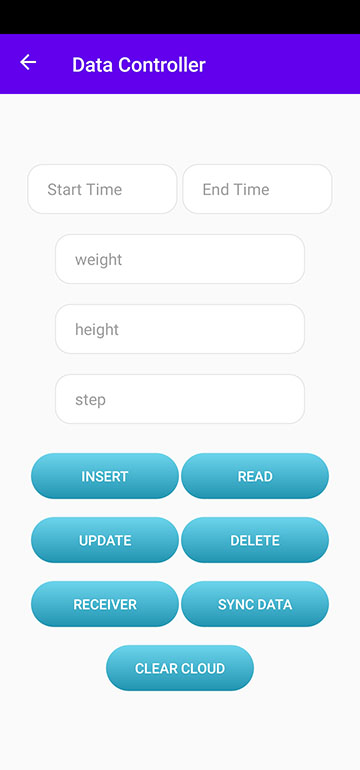 Data Controller
Start Time End Time
weight
height
step
INSERT READ
UPDATE DELETE
RECEIVER SYNC DATA
CLEAR CLOUD